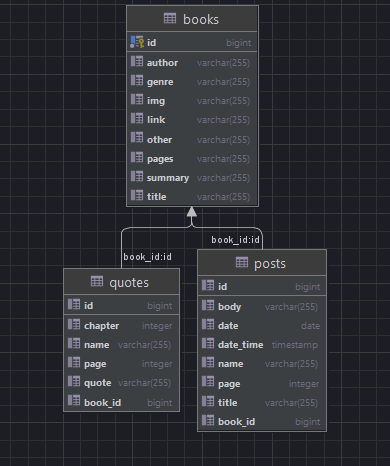 books
id bigint
author varchar(255)
genre varchar(255)
img varchar(255)
link varchar(255)
other varchar(255)
pages varchar(255)
summary varchar(255)
title varchar(255)
book_id:id
book_id:id
quotes
id bigint
chapter integer
name varchar(255)
page integer
quote varchar(255)
book_id bigint
posts
id bigint
body varchar(255)
date date
date_time timestamp
name varchar(255)
page integer
title varchar(255)
book_id bigint